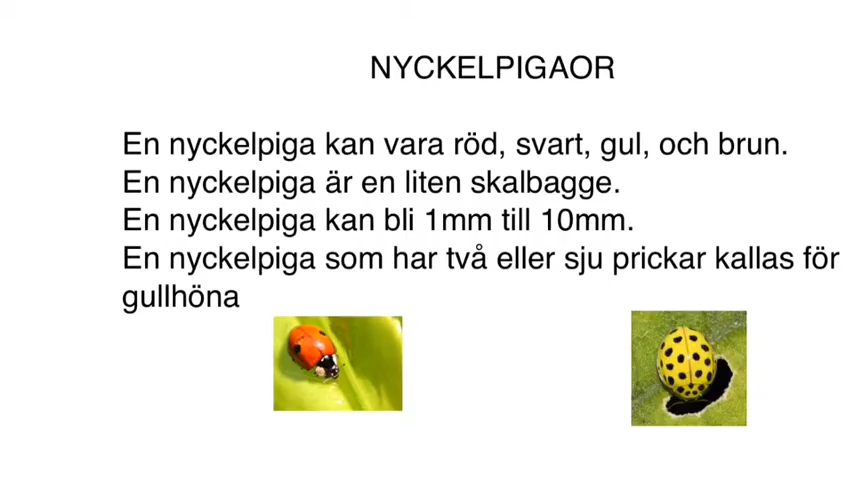 NYCKELPIGAOR
En nyckelpiga kan vara röd, svart, gul, och brun.
En nyckelpiga är en liten skalbagge.
En nyckelpiga kan bli 1mm till 10mm.
En nyckelpiga som har två eller sju prickar kallas för
gullhöna